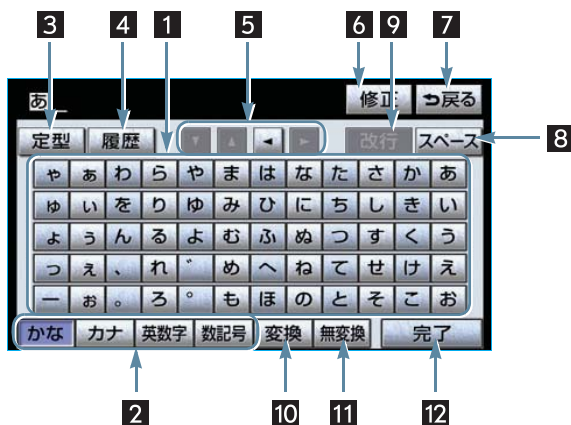 3 4 1 5 6 9 7
あ_ 修正 ⮌戻る
定型 履歴 ▼ ▲ ◄ ► 改行 スペース 8
ゃ ぁ わ ら や ま は な た さ か あ
ゅ ぃ を り ゆ み ひ に ち し き い
ょ ぅ ん る よ む ふ ぬ つ す く う
っ ぇ 、 れ ゛ め へ ね て せ け え
ー ぉ 。 ろ ゜ も ほ の と そ こ お
かな カナ 英数字 数記号 変換 無変換 完了
2 10 11 12